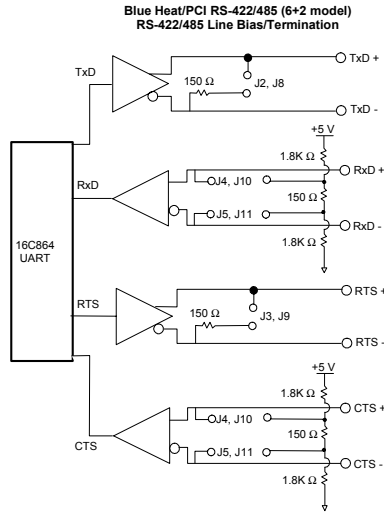 Blue Heat/PCI RS-422/485 (6+2 model)
RS-422/485 Line Bias/Termination
TxD
150 Ω
J2, J8
TxD +
TxD -
+5 V
1.8K Ω
RxD +
RxD
J4, J10
150 Ω
J5, J11
RxD -
1.8K Ω
16C864
UART
RTS
150 Ω
J3, J9
RTS +
RTS -
+5 V
1.8K Ω
CTS +
J4, J10
150 Ω
J5, J11
CTS -
CTS
1.8K Ω